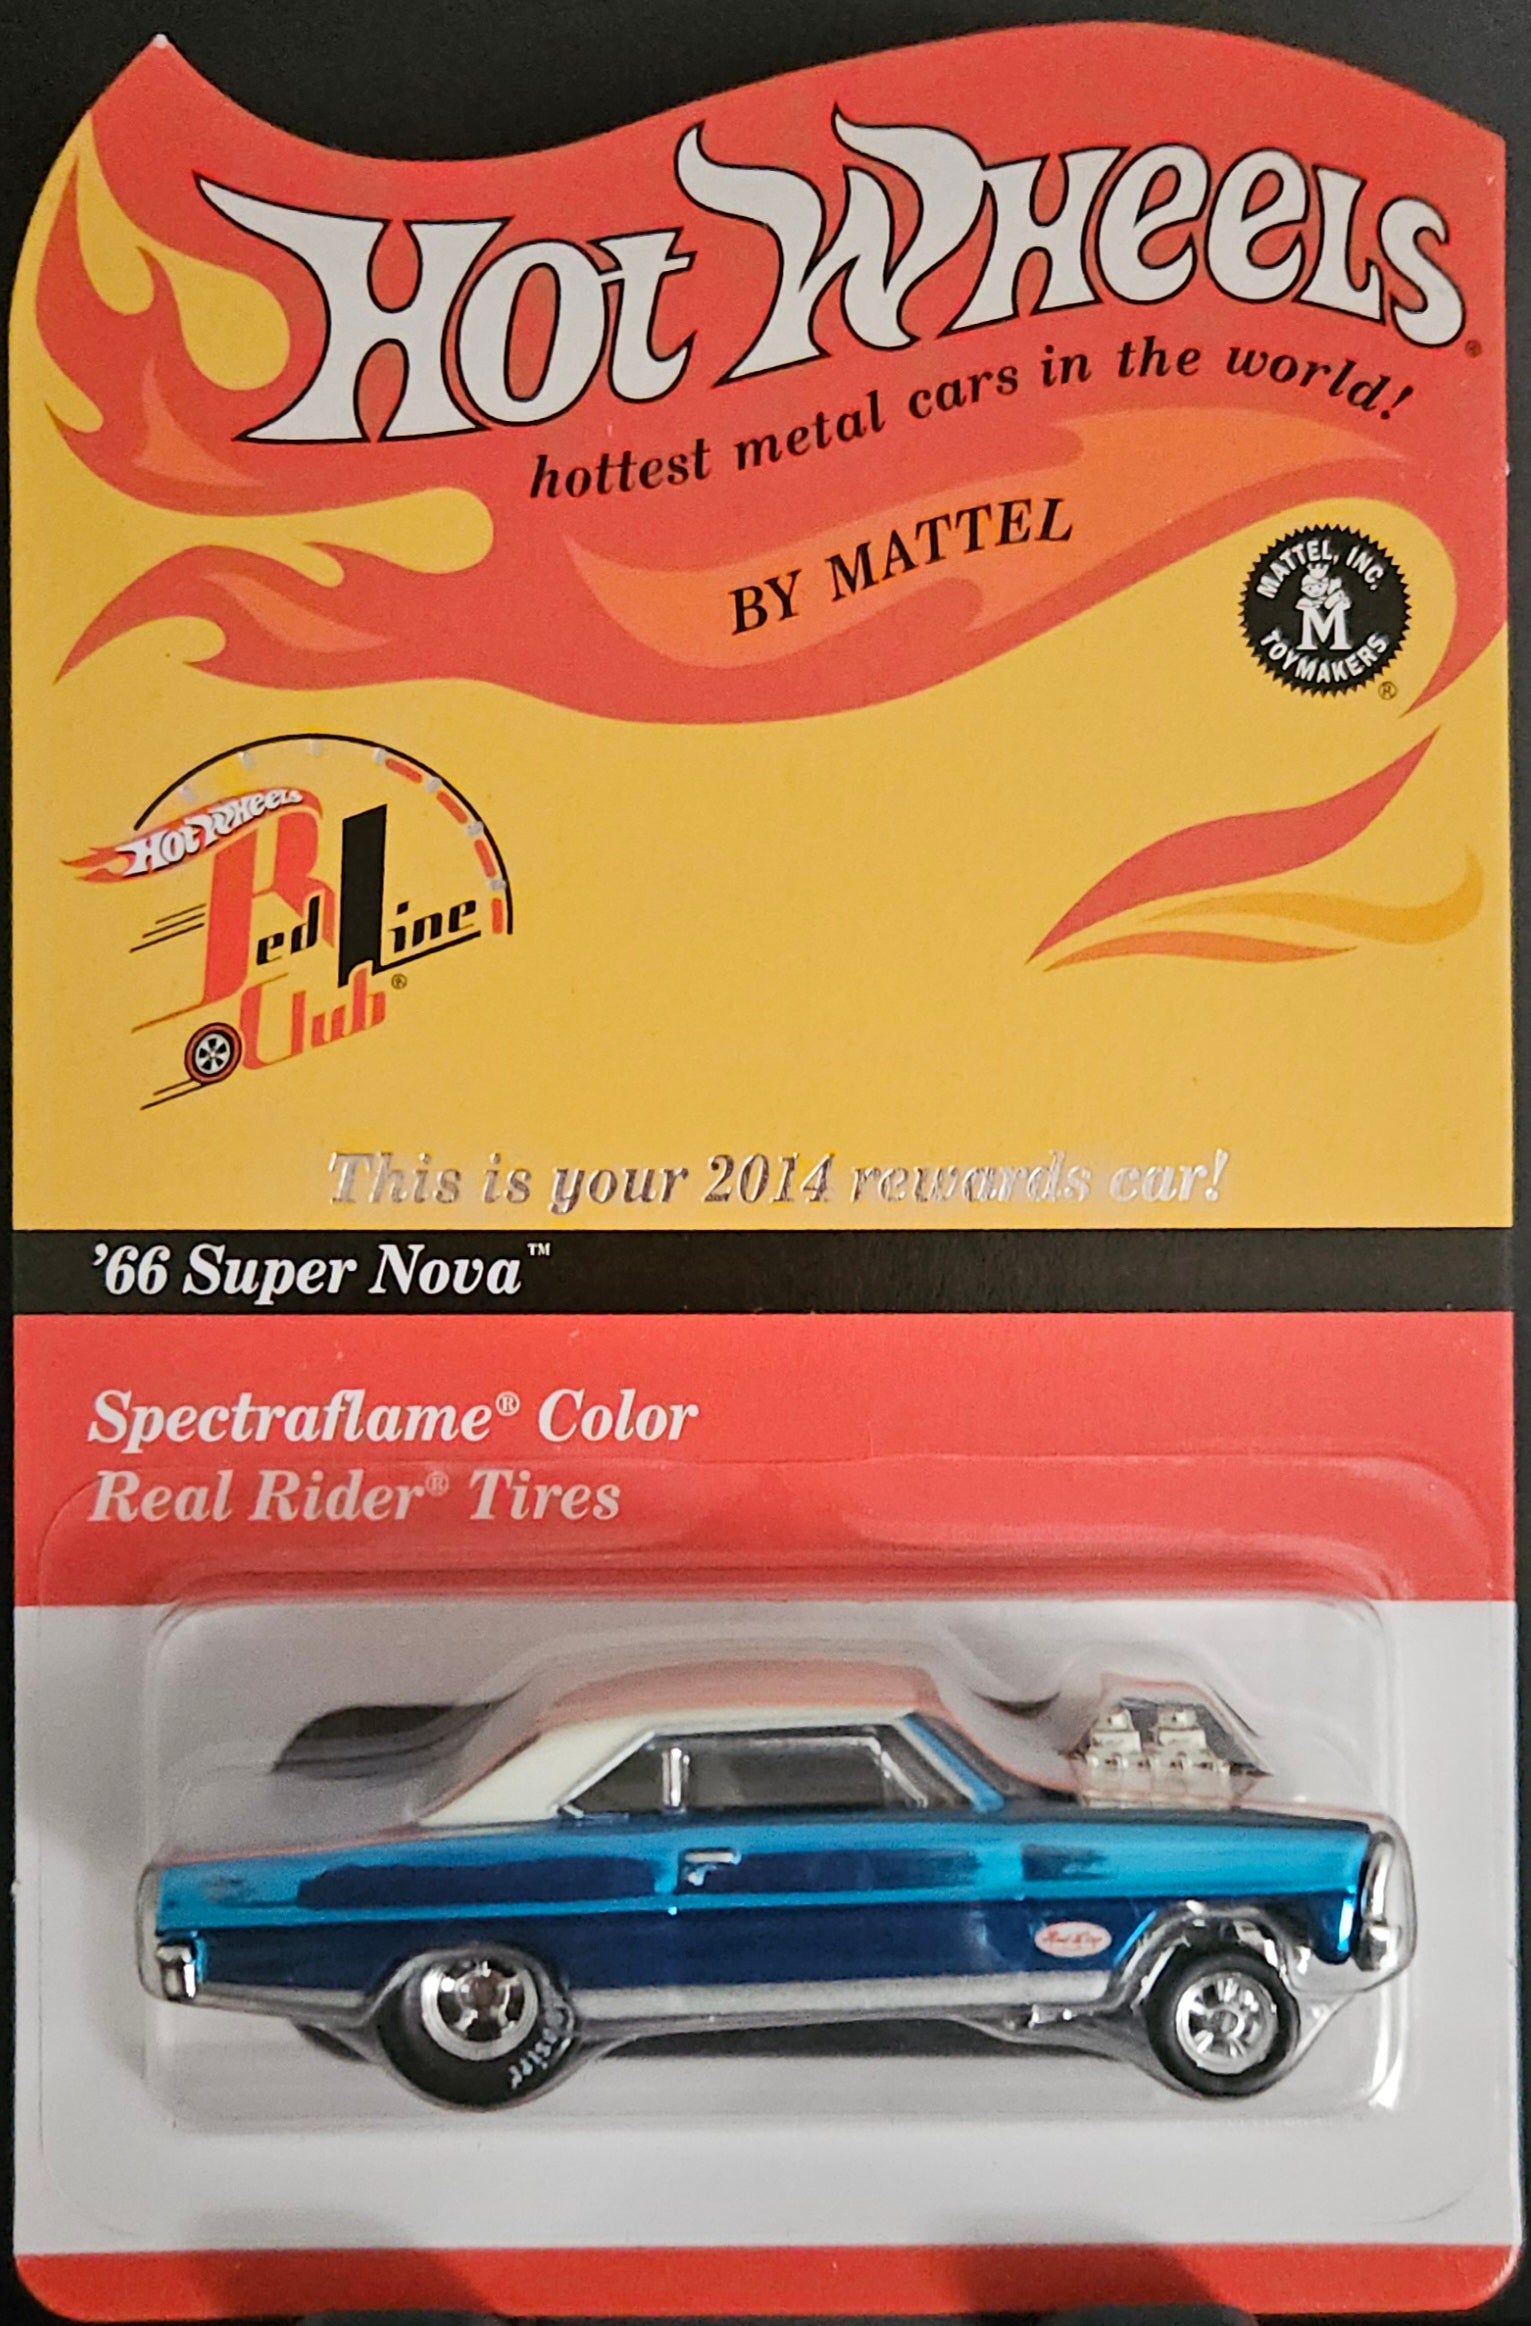 HOT WHEELS®
hottest metal cars in the world!
BY MATTEL
MATTEL, INC.
M
TOYMAKERS
®
HOT WHEELS
Red Line
Club®
This is your 2014 rewards car!
'66 Super Nova™
Spectraflame® Color
Real Rider® Tires